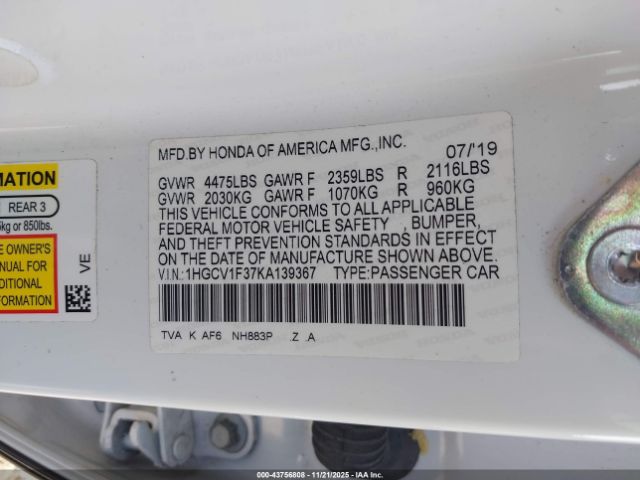 MFD.BY HONDA OF AMERICA MFG.,INC. 07/'19
GVWR 4475LBS GAWR F 2359LBS R 2116LBS
GVWR 2030KG GAWR F 1070KG R 960KG
THIS VEHICLE CONFORMS TO ALL APPLICABLE
FEDERAL MOTOR VEHICLE SAFETY , BUMPER,
AND THEFT PREVENTION STANDARDS IN EFFECT
ON THE DATE OF MANUFACTURE SHOWN ABOVE.
V.I.N.:1HGCV1F37KA139367 TYPE:PASSENGER CAR
TVA K AF6 NH883P .Z .A
MATION
REAR 3
kg or 850lbs.
OWNER'S
MANUAL FOR
ADDITIONAL
FORMATION
VE
00-43756808 - 11/21/2025 - IAA Inc.